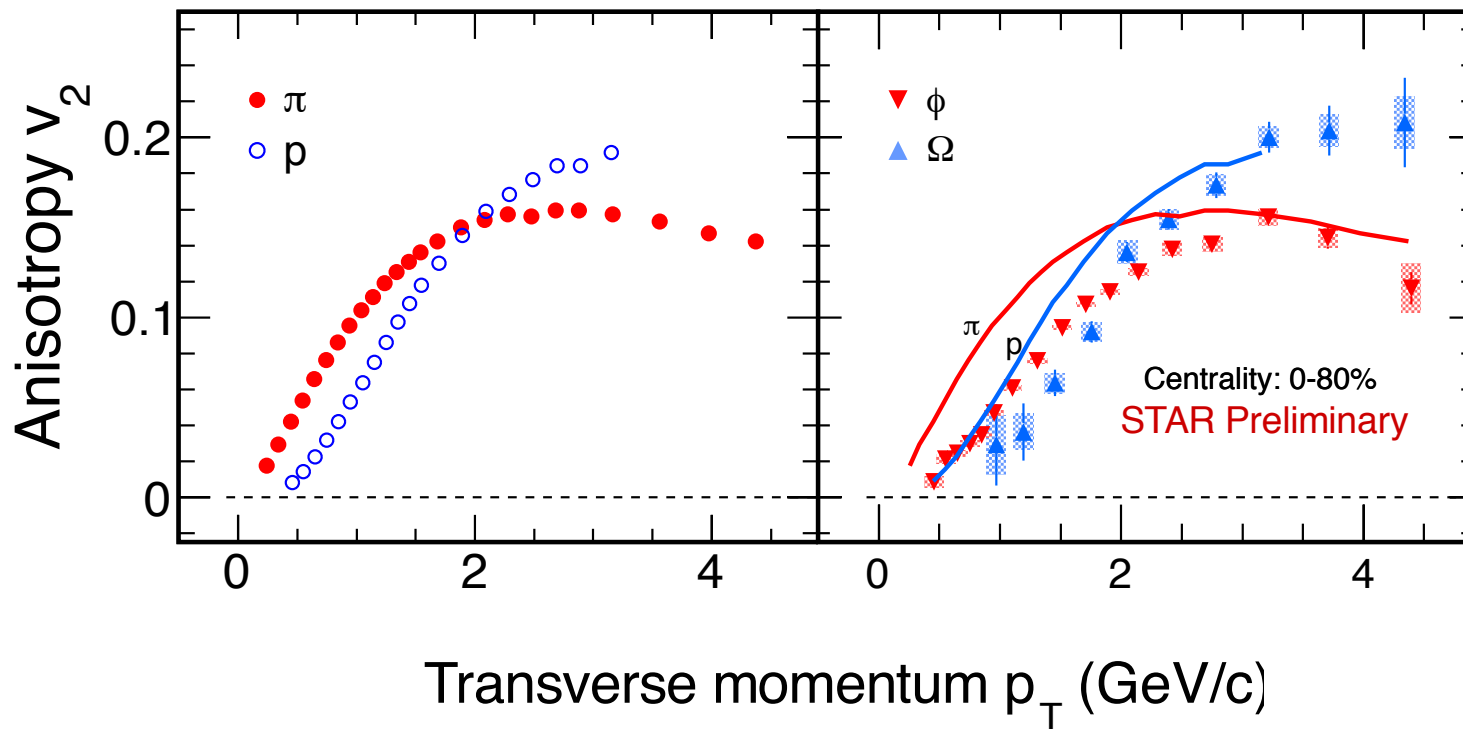 Anisotropy v2
0.2
0.1
0
π
p
ϕ
Ω
π
p
Centrality: 0-80%
STAR Preliminary
0 2 4
0 2 4
Transverse momentum pT (GeV/c)